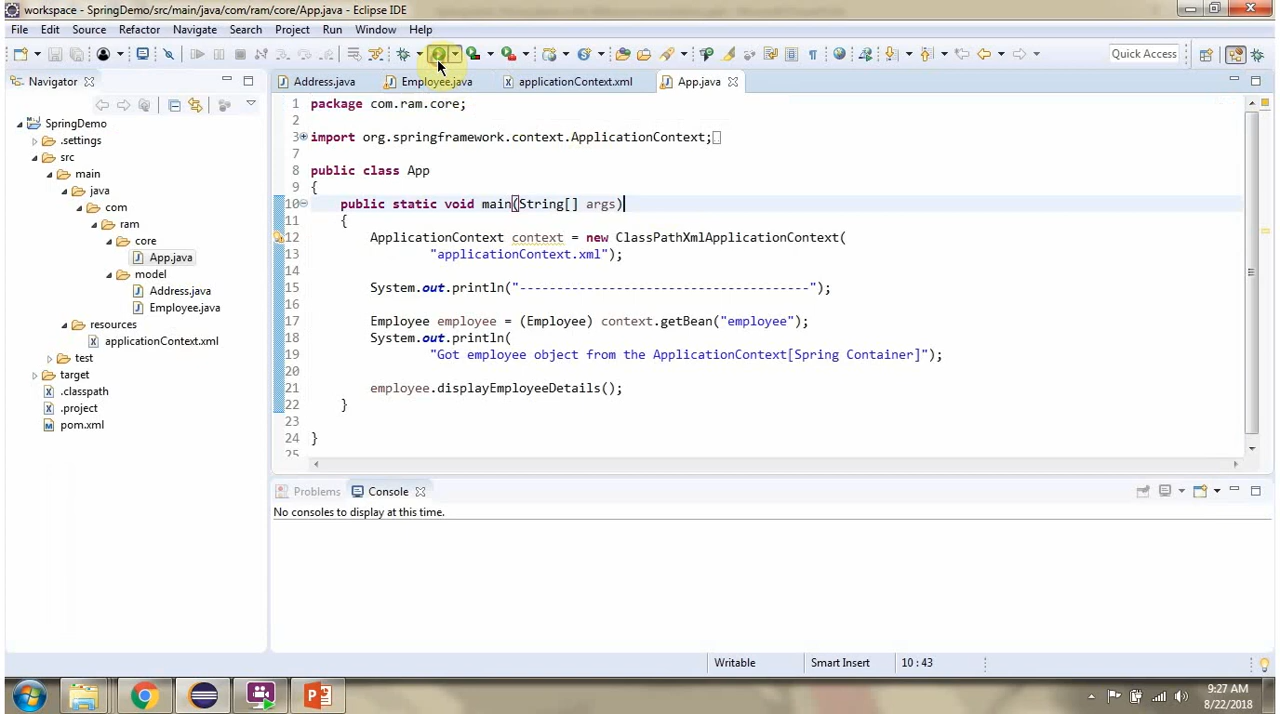 workspace - SpringDemo/src/main/java/com/ram/core/App.java - Eclipse IDE
File Edit Source Refactor Navigate Search Project Run Window Help
Quick Access
Navigator
Address.java Employee.java applicationContext.xml App.java
SpringDemo
.settings
src
main
java
com
ram
core
App.java
model
Address.java
Employee.java
resources
applicationContext.xml
test
target
.classpath
.project
pom.xml
1 package com.ram.core;
2
3 import org.springframework.context.ApplicationContext;
7
8 public class App
9 {
10 public static void main(String[] args)
11 {
12 ApplicationContext context = new ClassPathXmlApplicationContext(
13 "applicationContext.xml");
14
15 System.out.println("---------------------------------------");
16
17 Employee employee = (Employee) context.getBean("employee");
18 System.out.println(
19 "Got employee object from the ApplicationContext[Spring Container]");
20
21 employee.displayEmployeeDetails();
22 }
23
24 }
25
Problems Console
No consoles to display at this time.
Writable Smart Insert 10 : 43
9:27 AM
8/22/2018